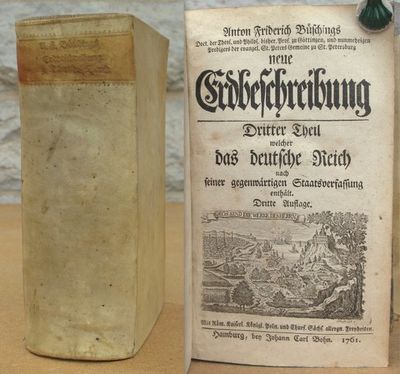 Anton Friderich Büschings
Doct. der Theol. und Philos. bisher. Prof. zu Göttingen, und nunmehrigen
Predigers der evangel. St. Peters Gemeine zu St. Petersburg
neue
Erdbeschreibung
Dritter Theil
welcher
das deutsche Reich
nach
seiner gegenwärtigen Staatsverfassung
enthält.
Dritte Auflage.
Mit Röm. Kaiserl. Königl. Poln. und Churf. Sächs. allergn. Freyheiten.
Hamburg, bey Johann Carl Bohn. 1761.